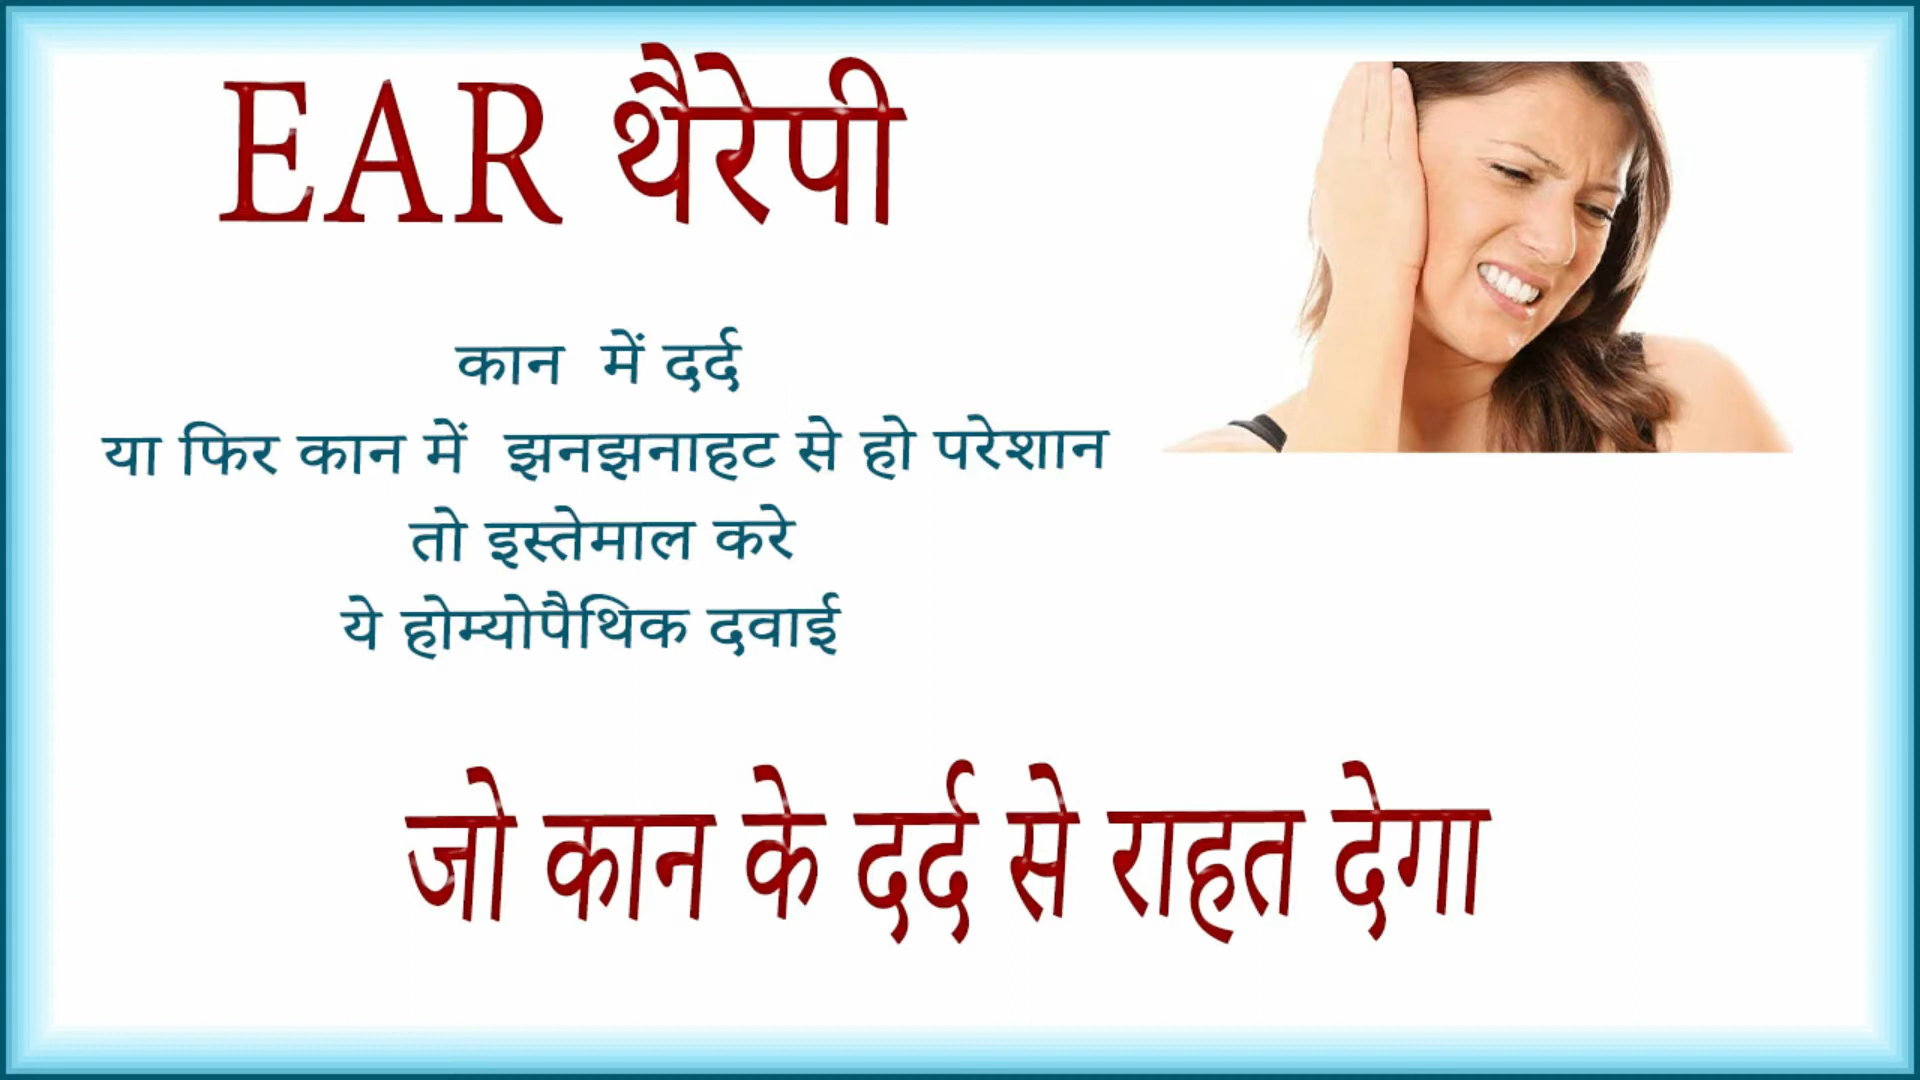 EAR थैरेपी
कान में दर्द
या फिर कान में झनझनाहट से हो परेशान
तो इस्तेमाल करे
ये होम्योपैथिक दवाई
जो कान के दर्द से राहत देगा